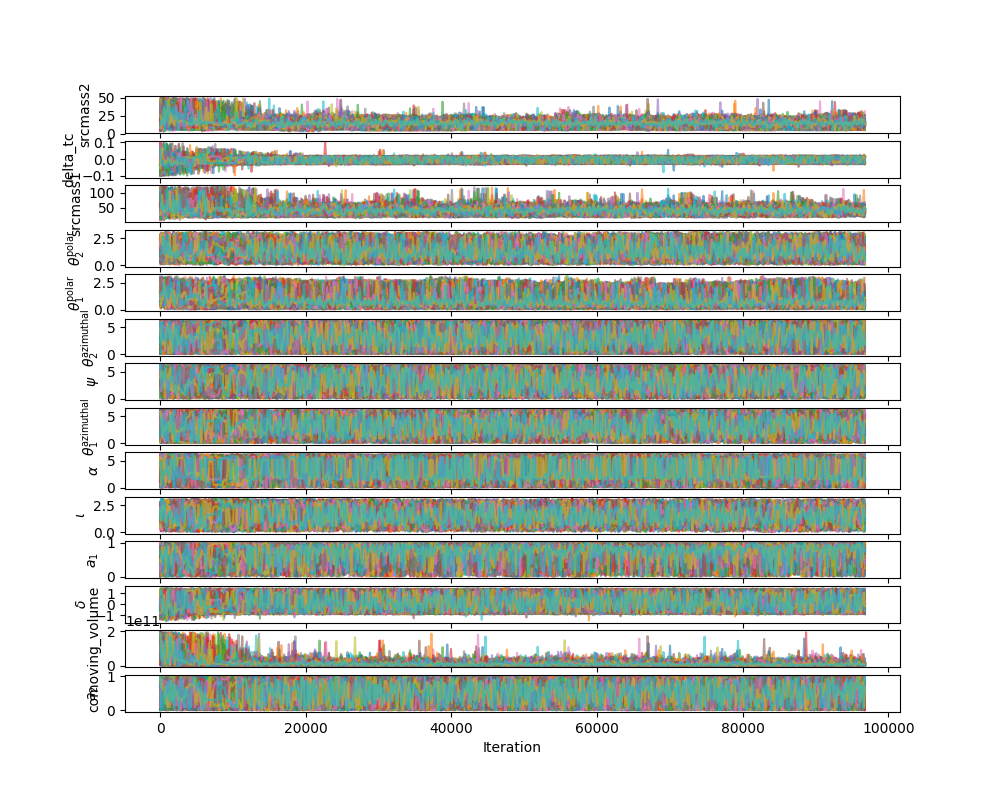 srcmass2
50
25
0
delta_tc
0.1
0.0
−0.1
srcmass1
100
50
θ₂^polar
2.5
0.0
θ₁^polar
2.5
0.0
θ₂^azimuthal
5
0
ψ
5
0
θ₁^azimuthal
5
0
α
5
0
ι
2.5
0.0
a₁
1
0
δ
1
0
−1
1e11
comoving_volume
2
0
a₂
1
0
0
20000
40000
60000
80000
100000
Iteration